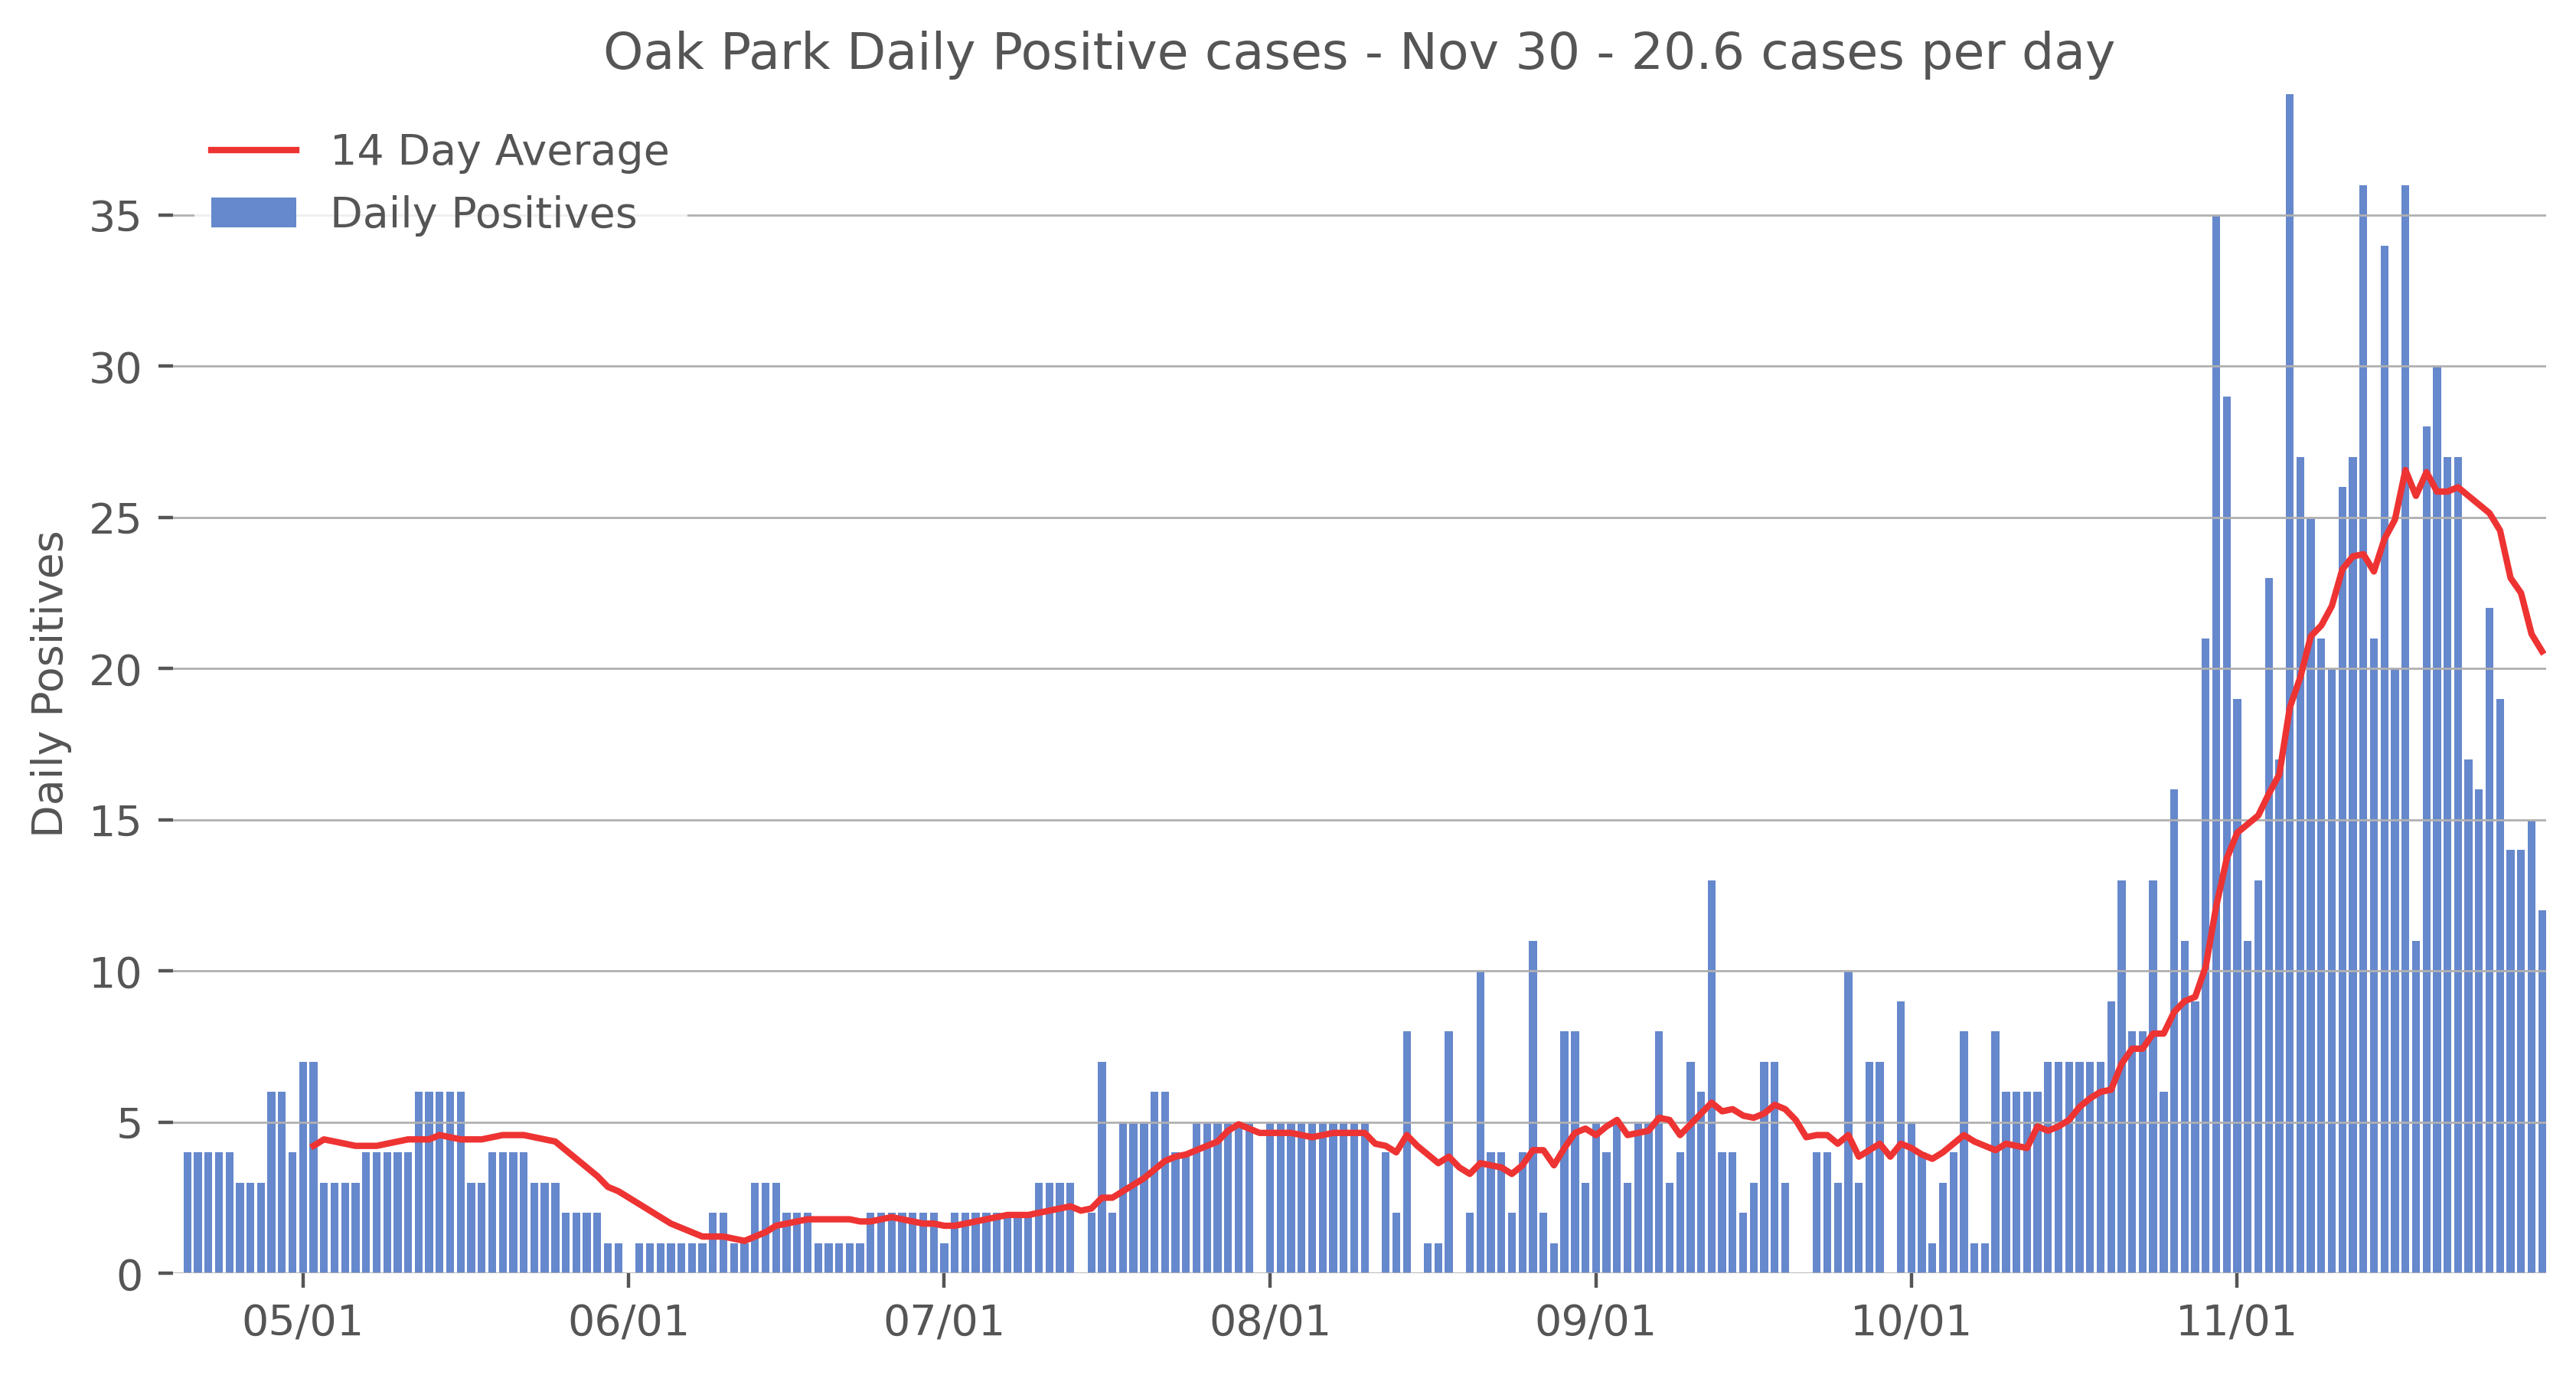 Oak Park Daily Positive cases - Nov 30 - 20.6 cases per day
14 Day Average
Daily Positives
Daily Positives
35
30
25
20
15
10
5
0
05/01 06/01 07/01 08/01 09/01 10/01 11/01